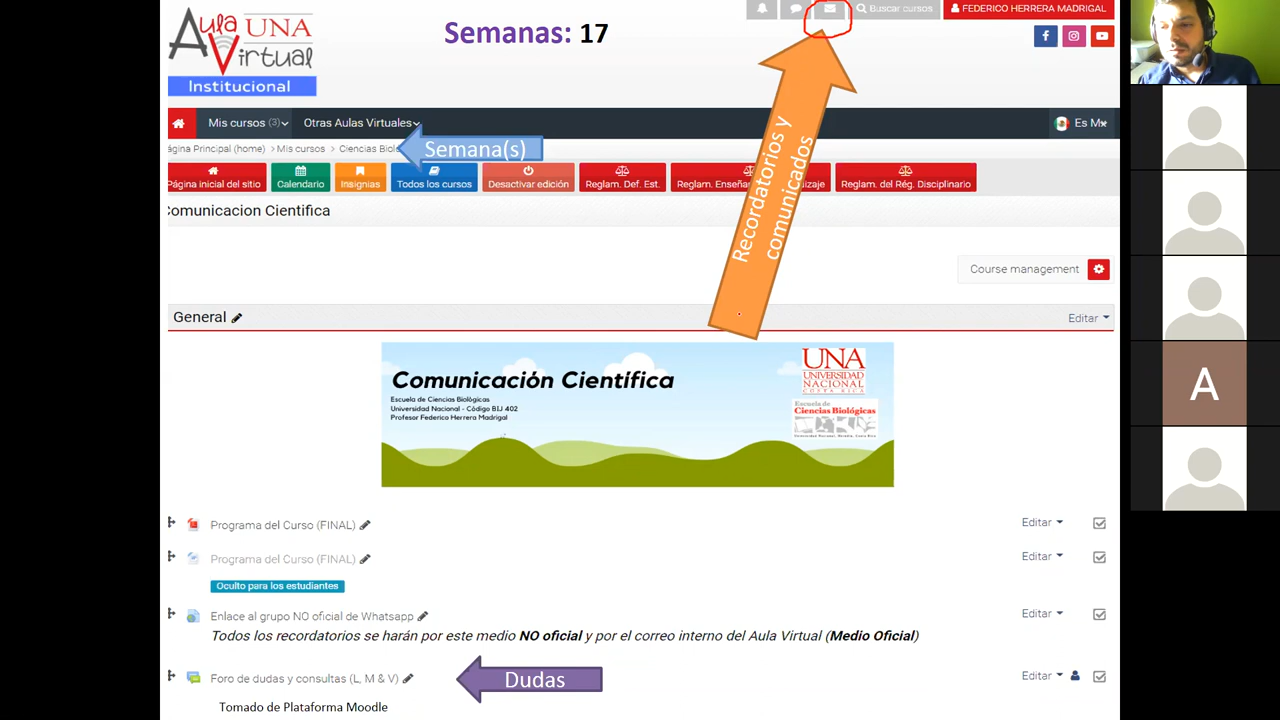 Aula UNA
Virtual
Institucional
Semanas: 17
Buscar cursos
FEDERICO HERRERA MADRIGAL
Mis cursos (3)
Otras Aulas Virtuales
Es
ágina Principal (home) > Mis cursos > Ciencias
Semana(s)
Página inicial del sitio
Calendario
Insignias
Todos los cursos
Desactivar edición
Reglam. Def. Est.
Reglam.
Reglam. del Rég. Disciplinario
Recordatorios y
comunicados
Comunicacion Científica
Course management
General
Editar
Comunicación Científica
Escuela de Ciencias Biológicas
Universidad Nacional - Código BIJ 402
Profesor Federico Herrera Madrigal
UNA
UNIVERSIDAD
NACIONAL
COSTA RICA
Escuela de
Ciencias Biológicas
Universidad Nacional, Heredia, Costa Rica
Programa del Curso (FINAL)
Editar
Programa del Curso (FINAL)
Editar
Oculto para los estudiantes
Enlace al grupo NO oficial de Whatsapp
Editar
Todos los recordatorios se harán por este medio NO oficial y por el correo interno del Aula Virtual (Medio Oficial)
Foro de dudas y consultas (L, M & V)
Dudas
Editar
Tomado de Plataforma Moodle
A